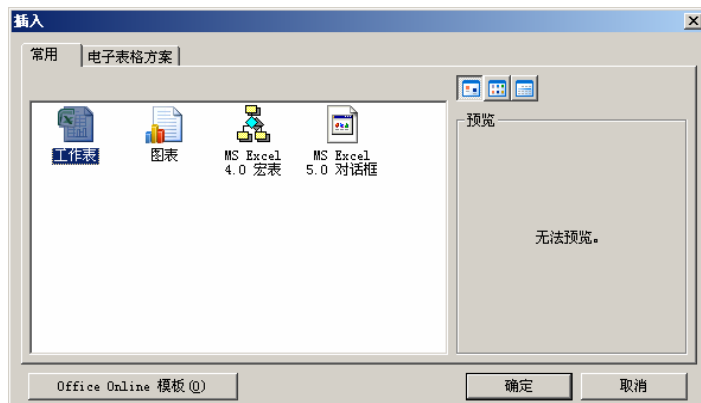 插入
常用
电子表格方案
工作表
图表
MS Excel
4.0 宏表
MS Excel
5.0 对话框
预览
无法预览。
Office Online 模板(O)
确定
取消